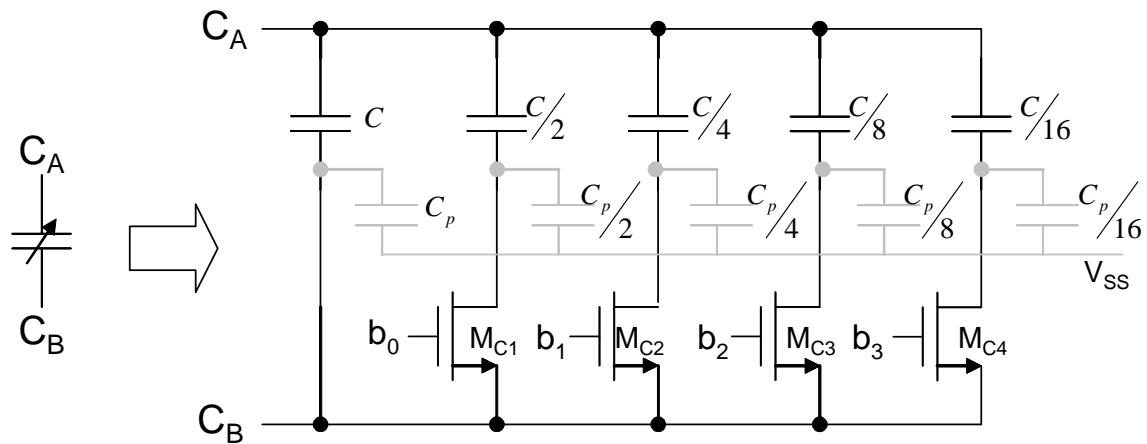 C_A
C
C/2
C/4
C/8
C/16
C_A
C_p
C_p/2
C_p/4
C_p/8
C_p/16
V_SS
C_B
b_0
M_C1
b_1
M_C2
b_2
M_C3
b_3
M_C4
C_B